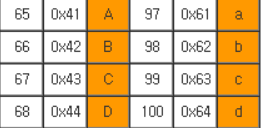 65 0x41 A 97 0x61 a
66 0x42 B 98 0x62 b
67 0x43 C 99 0x63 c
68 0x44 D 100 0x64 d